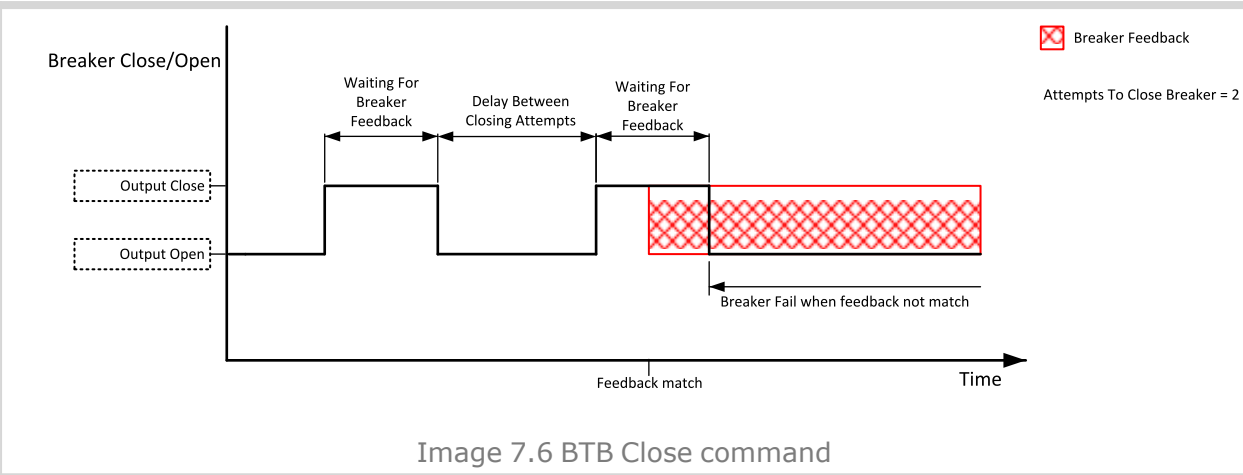 Breaker Feedback
Breaker Close/Open
Waiting For
Breaker
Feedback
Delay Between
Closing Attempts
Waiting For
Breaker
Feedback
Attempts To Close Breaker = 2
Output Close
Output Open
Breaker Fail when feedback not match
Feedback match
Time
Image 7.6 BTB Close command